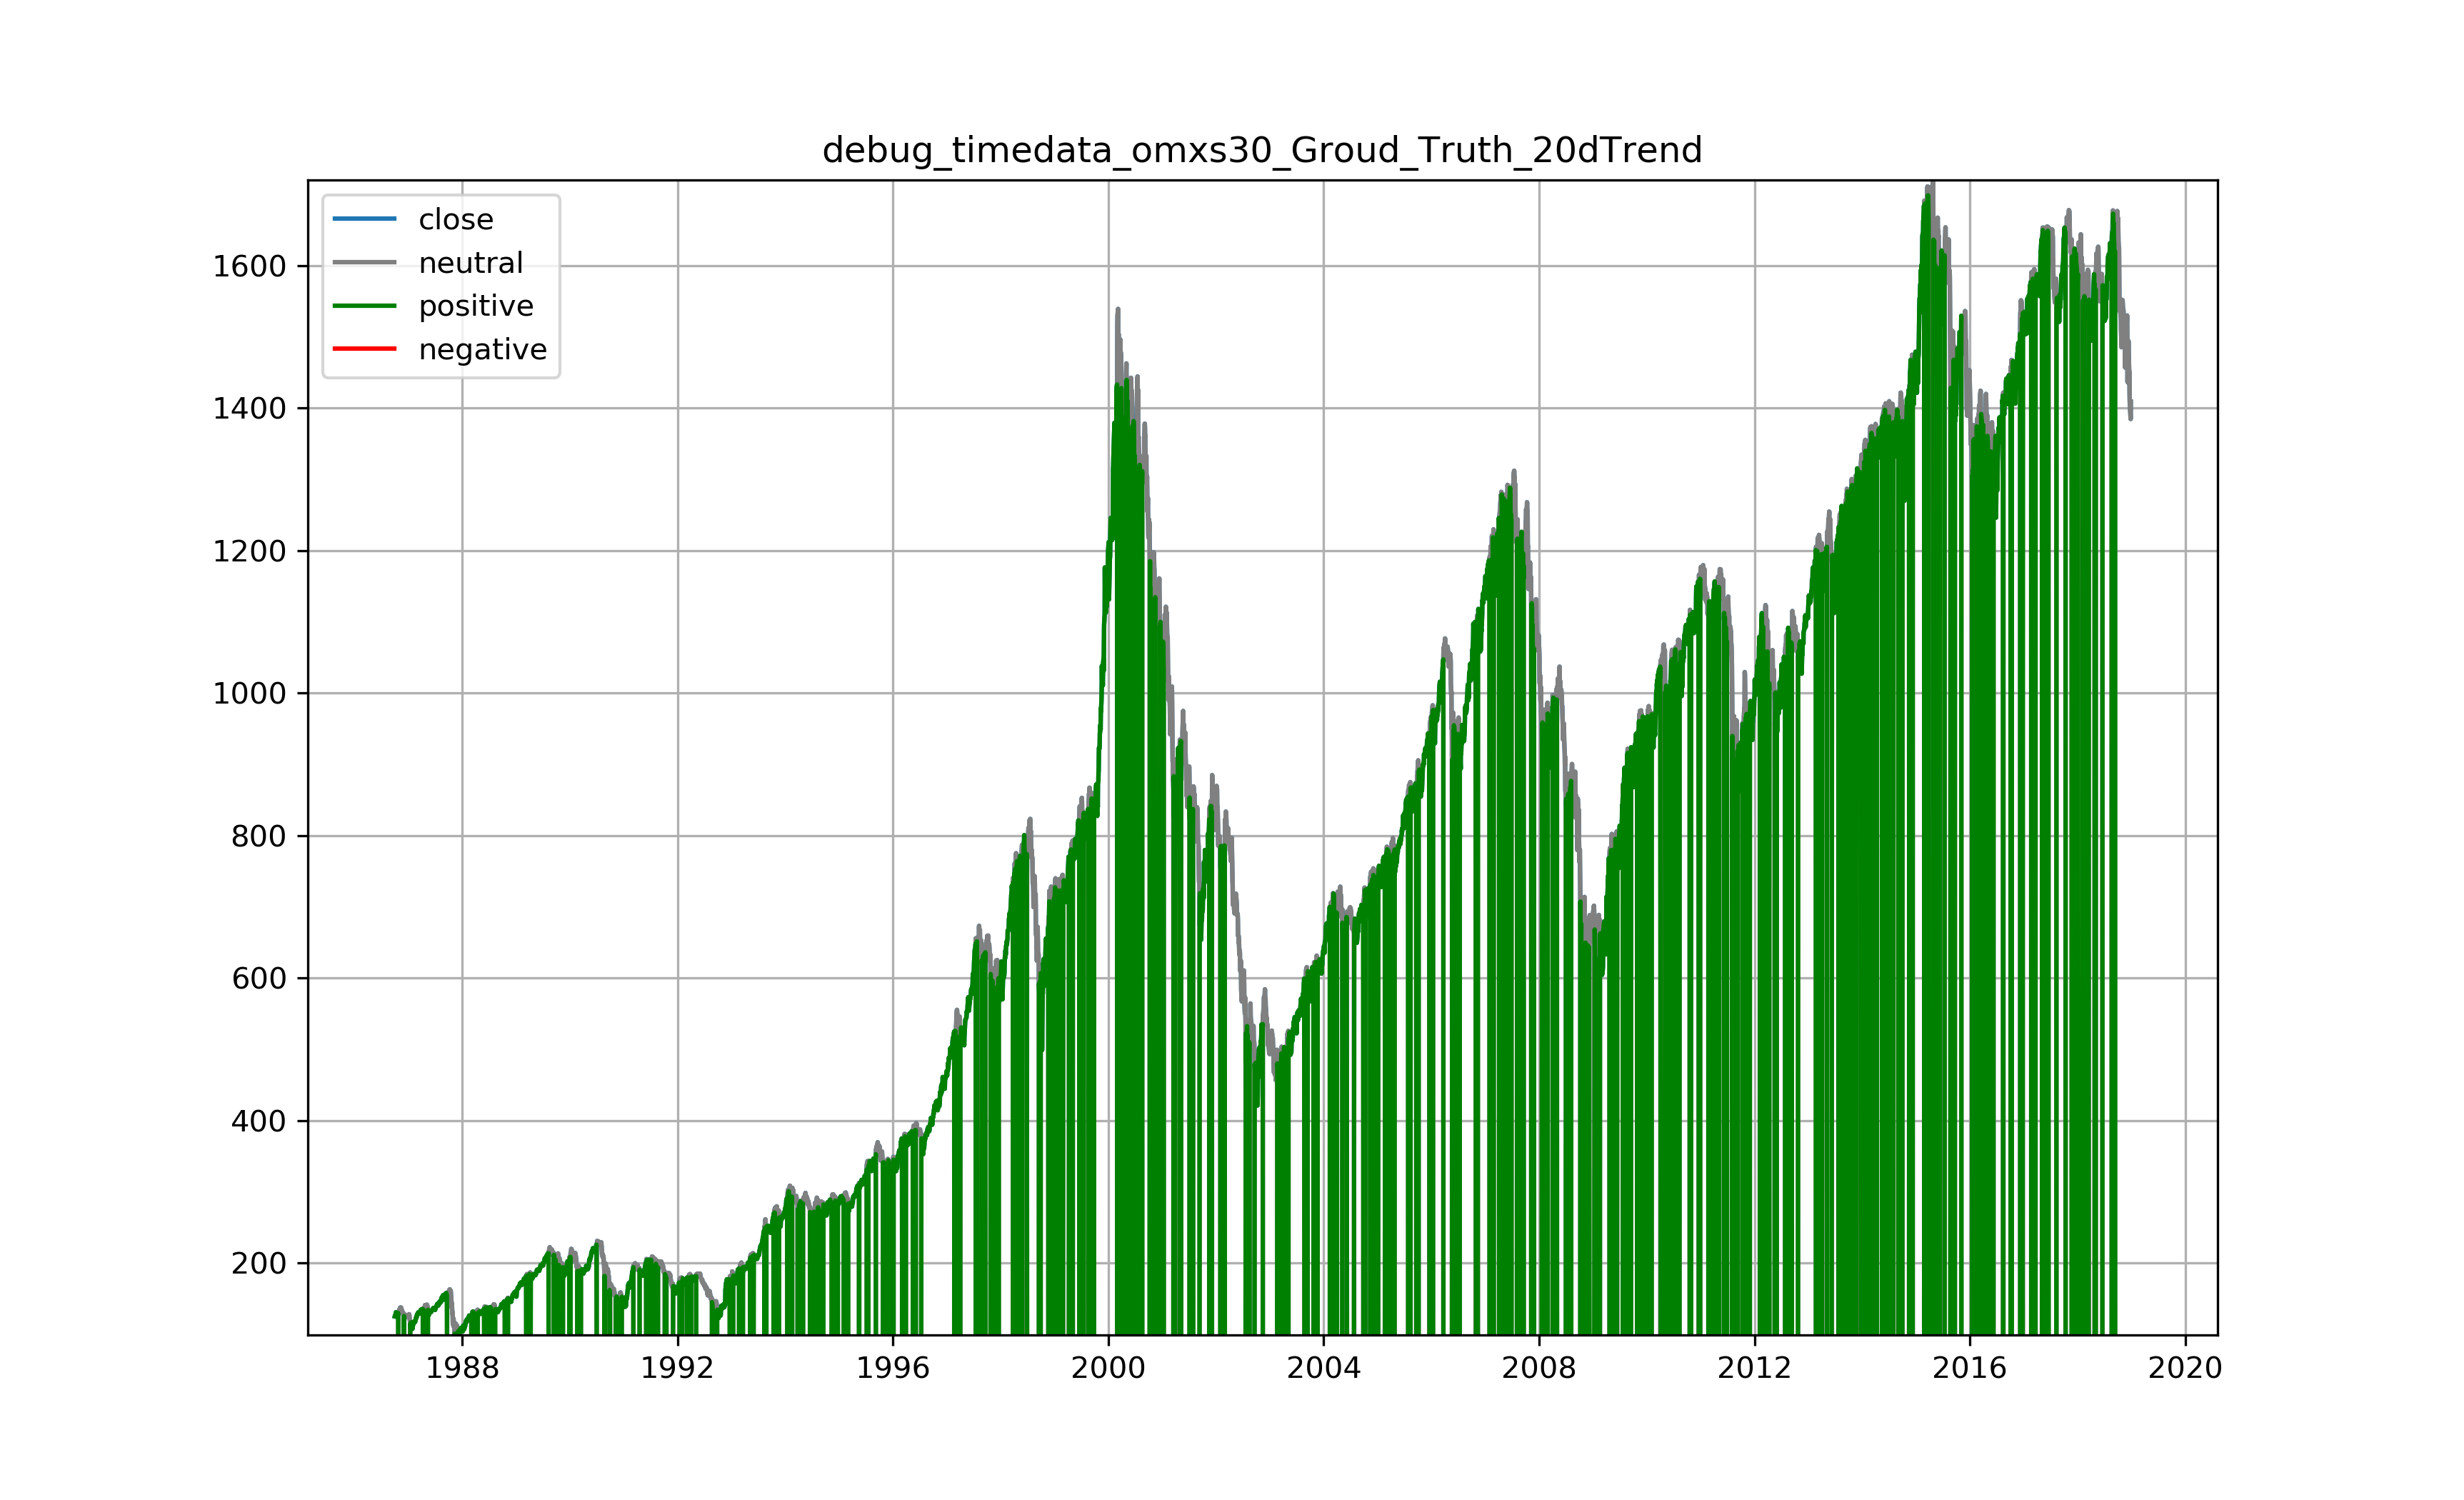 debug_timedata_omxs30_Groud_Truth_20dTrend
close
neutral
positive
negative
1600
1400
1200
1000
800
600
400
200
1988 1992 1996 2000 2004 2008 2012 2016 2020